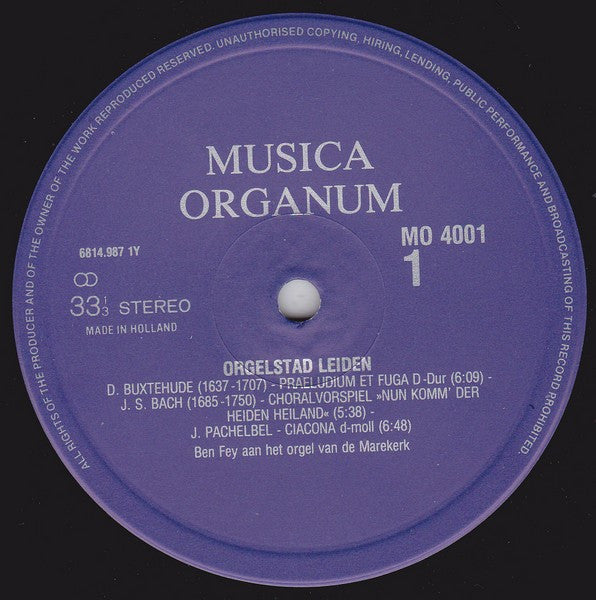 ALL RIGHTS OF THE PRODUCER AND OF THE OWNER OF THE WORK REPRODUCED RESERVED. UNAUTHORISED COPYING, HIRING, LENDING, PUBLIC PERFORMANCE AND BROADCASTING OF THIS RECORD PROHIBITED.
MUSICA
ORGANUM
MO 4001
1
6814.987 1Y
33 1/3 STEREO
MADE IN HOLLAND
ORGELSTAD LEIDEN
D. BUXTEHUDE (1637-1707) - PRAELUDIUM ET FUGA D-Dur (6:09) -
J. S. BACH (1685-1750) - CHORALVORSPIEL »NUN KOMM' DER
HEIDEN HEILAND« (5:38) -
J. PACHELBEL - CIACONA d-moll (6:48)
Ben Fey aan het orgel van de Marekerk